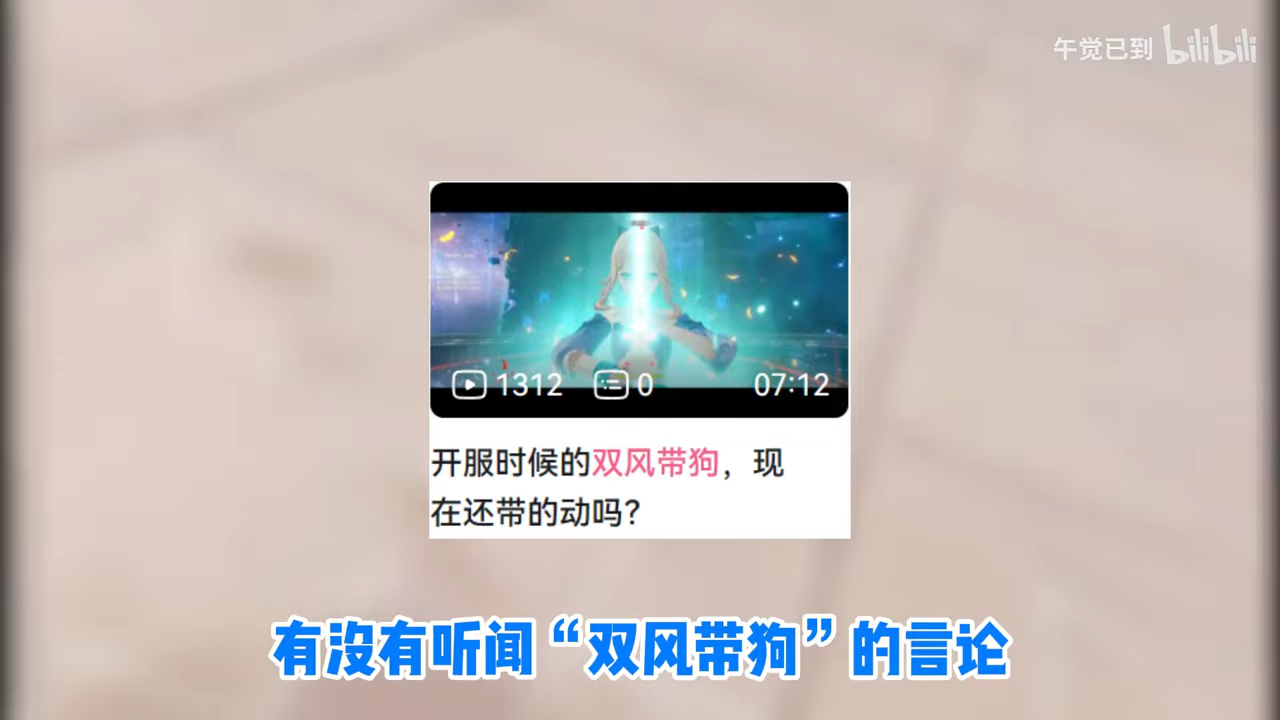 午觉已到 bilibili
1312 0 07:12
开服时候的双风带狗，现
在还带的动吗？
有没有听闻“双风带狗”的言论